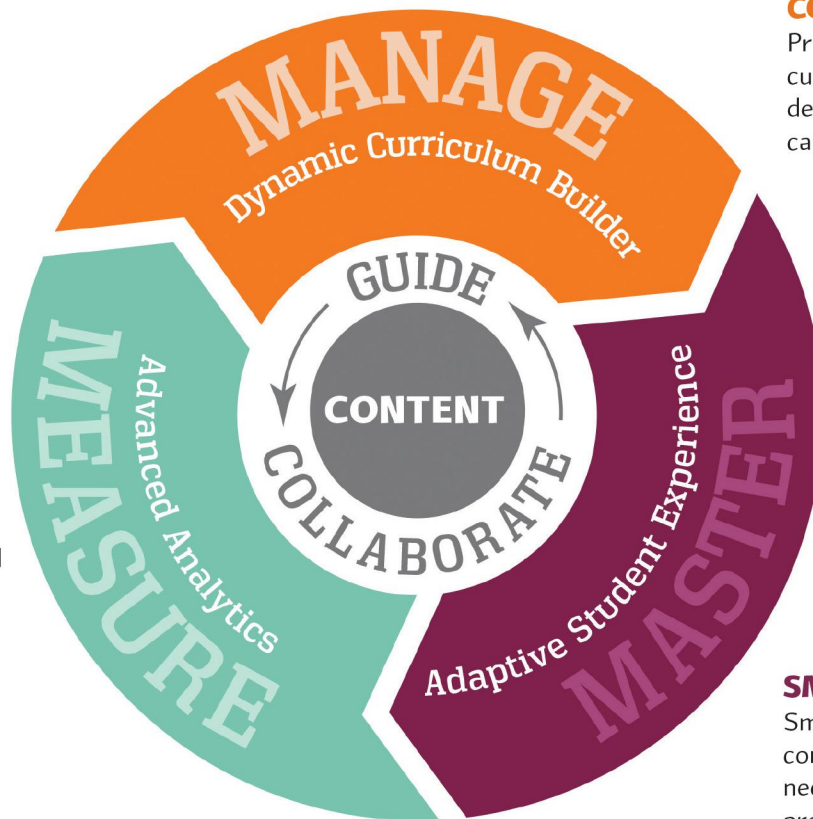 MANAGE
Dynamic Curriculum Builder
GUIDE
CONTENT
COLLABORATE
MEASURE
Advanced Analytics
MASTER
Adaptive Student Experience